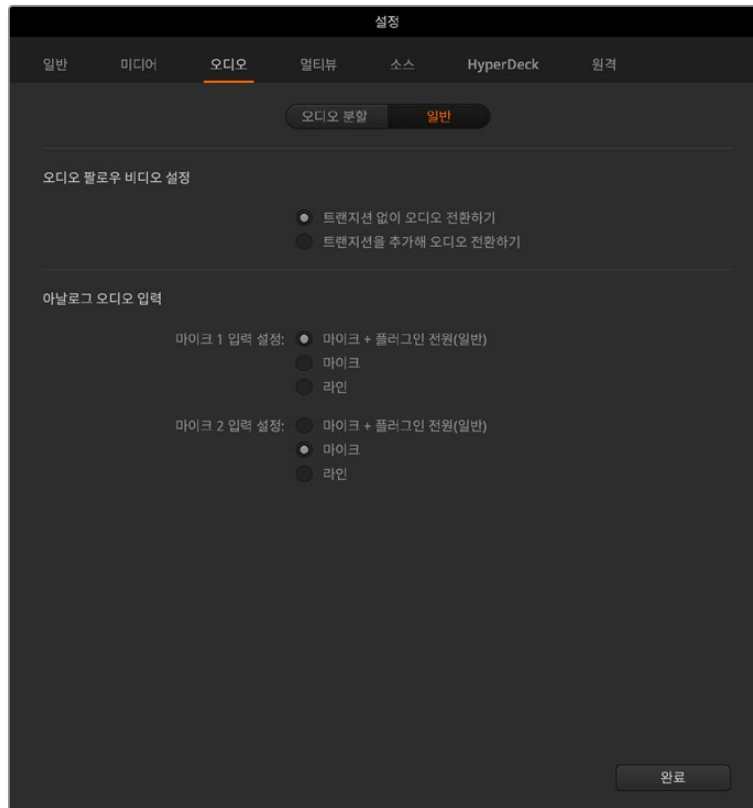 설정
일반 미디어 오디오 멀티뷰 소스 HyperDeck 원격
오디오 분할 일반
오디오 팔로우 비디오 설정
트랜지션 없이 오디오 전환하기
트랜지션을 추가해 오디오 전환하기
아날로그 오디오 입력
마이크 1 입력 설정: 마이크 + 플러그인 전원(일반)
마이크
라인
마이크 2 입력 설정: 마이크 + 플러그인 전원(일반)
마이크
라인
완료